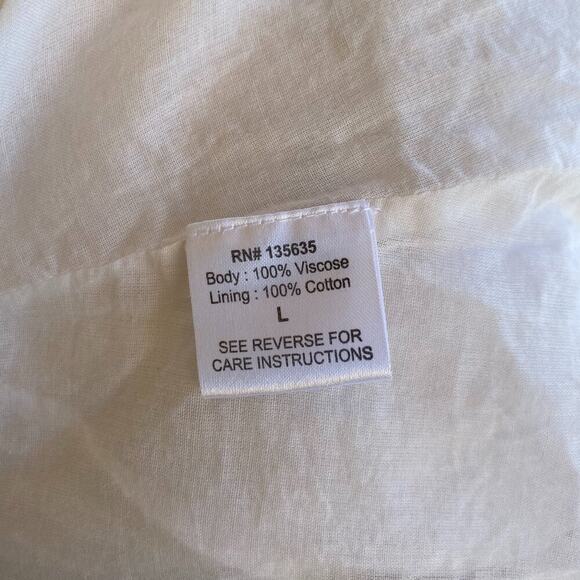 RN# 135635
Body : 100% Viscose
Lining : 100% Cotton
L
SEE REVERSE FOR
CARE INSTRUCTIONS